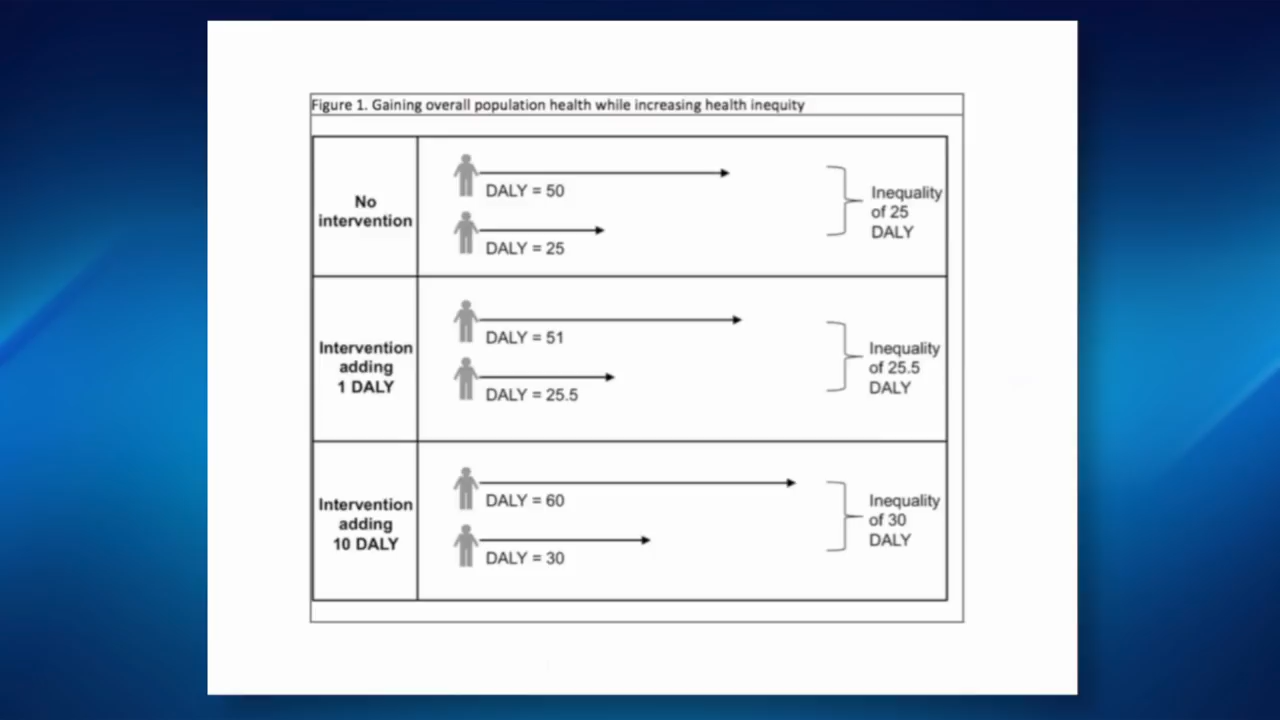 Figure 1. Gaining overall population health while increasing health inequity
No
intervention
DALY = 50
DALY = 25
Inequality
of 25
DALY
Intervention
adding
1 DALY
DALY = 51
DALY = 25.5
Inequality
of 25.5
DALY
Intervention
adding
10 DALY
DALY = 60
DALY = 30
Inequality
of 30
DALY